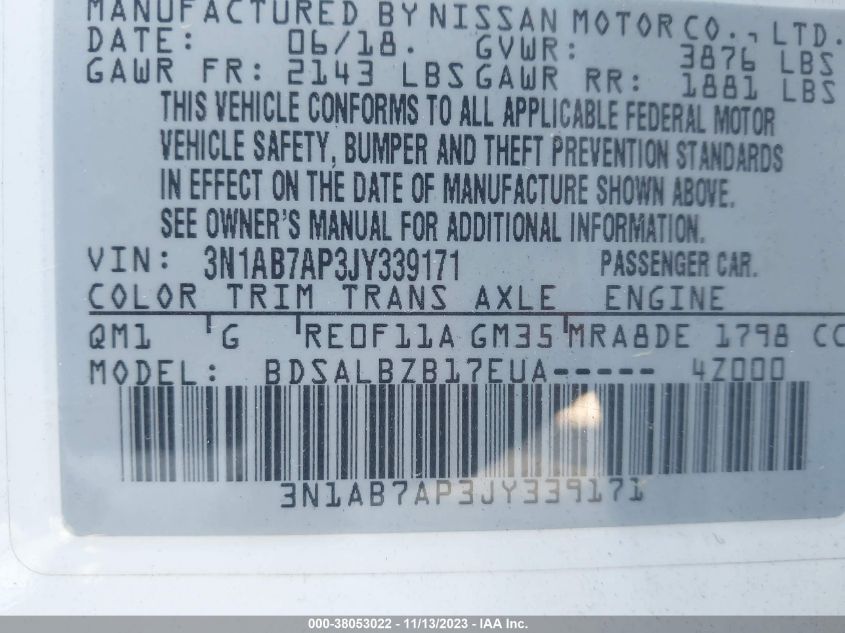 MANUFACTURED BY NISSAN MOTOR CO., LTD.
DATE: 06/18. GVWR: 3876 LBS
GAWR FR: 2143 LBS GAWR RR: 1881 LBS
THIS VEHICLE CONFORMS TO ALL APPLICABLE FEDERAL MOTOR
VEHICLE SAFETY, BUMPER AND THEFT PREVENTION STANDARDS
IN EFFECT ON THE DATE OF MANUFACTURE SHOWN ABOVE.
SEE OWNER'S MANUAL FOR ADDITIONAL INFORMATION.
VIN: 3N1AB7AP3JY339171 PASSENGER CAR.
COLOR TRIM TRANS AXLE ENGINE
QM1 G RE0F11A GM35 MRA8DE 1798 CC
MODEL: BDSALBZB17EUA----- 4Z000
3N1AB7AP3JY339171
000-38053022 - 11/13/2023 - IAA Inc.